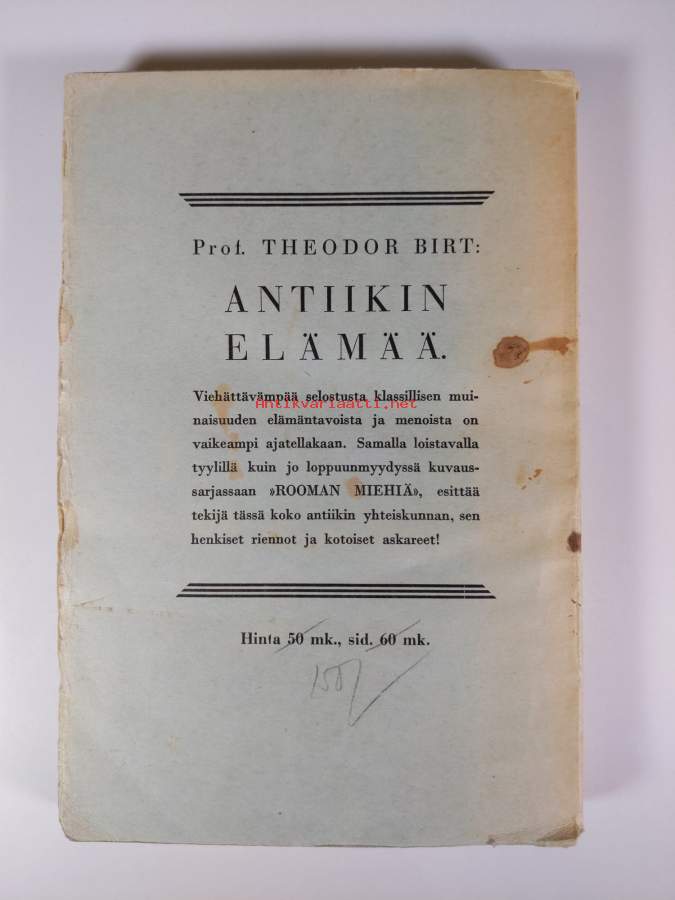 Prof. THEODOR BIRT:
ANTIIKIN
ELÄMÄÄ.
Viehättävämpää selostusta klassillisen mui-
Antikvariaatti.net
naisuuden elämäntavoista ja menoista on
vaikeampi ajatellakaan. Samalla loistavalla
tyylillä kuin jo loppuunmyydyssä kuvaus-
sarjassaan »ROOMAN MIEHIÄ», esittää
tekijä tässä koko antiikin yhteiskunnan, sen
henkiset riennot ja kotoiset askareet!
Hinta 50 mk., sid. 60 mk.